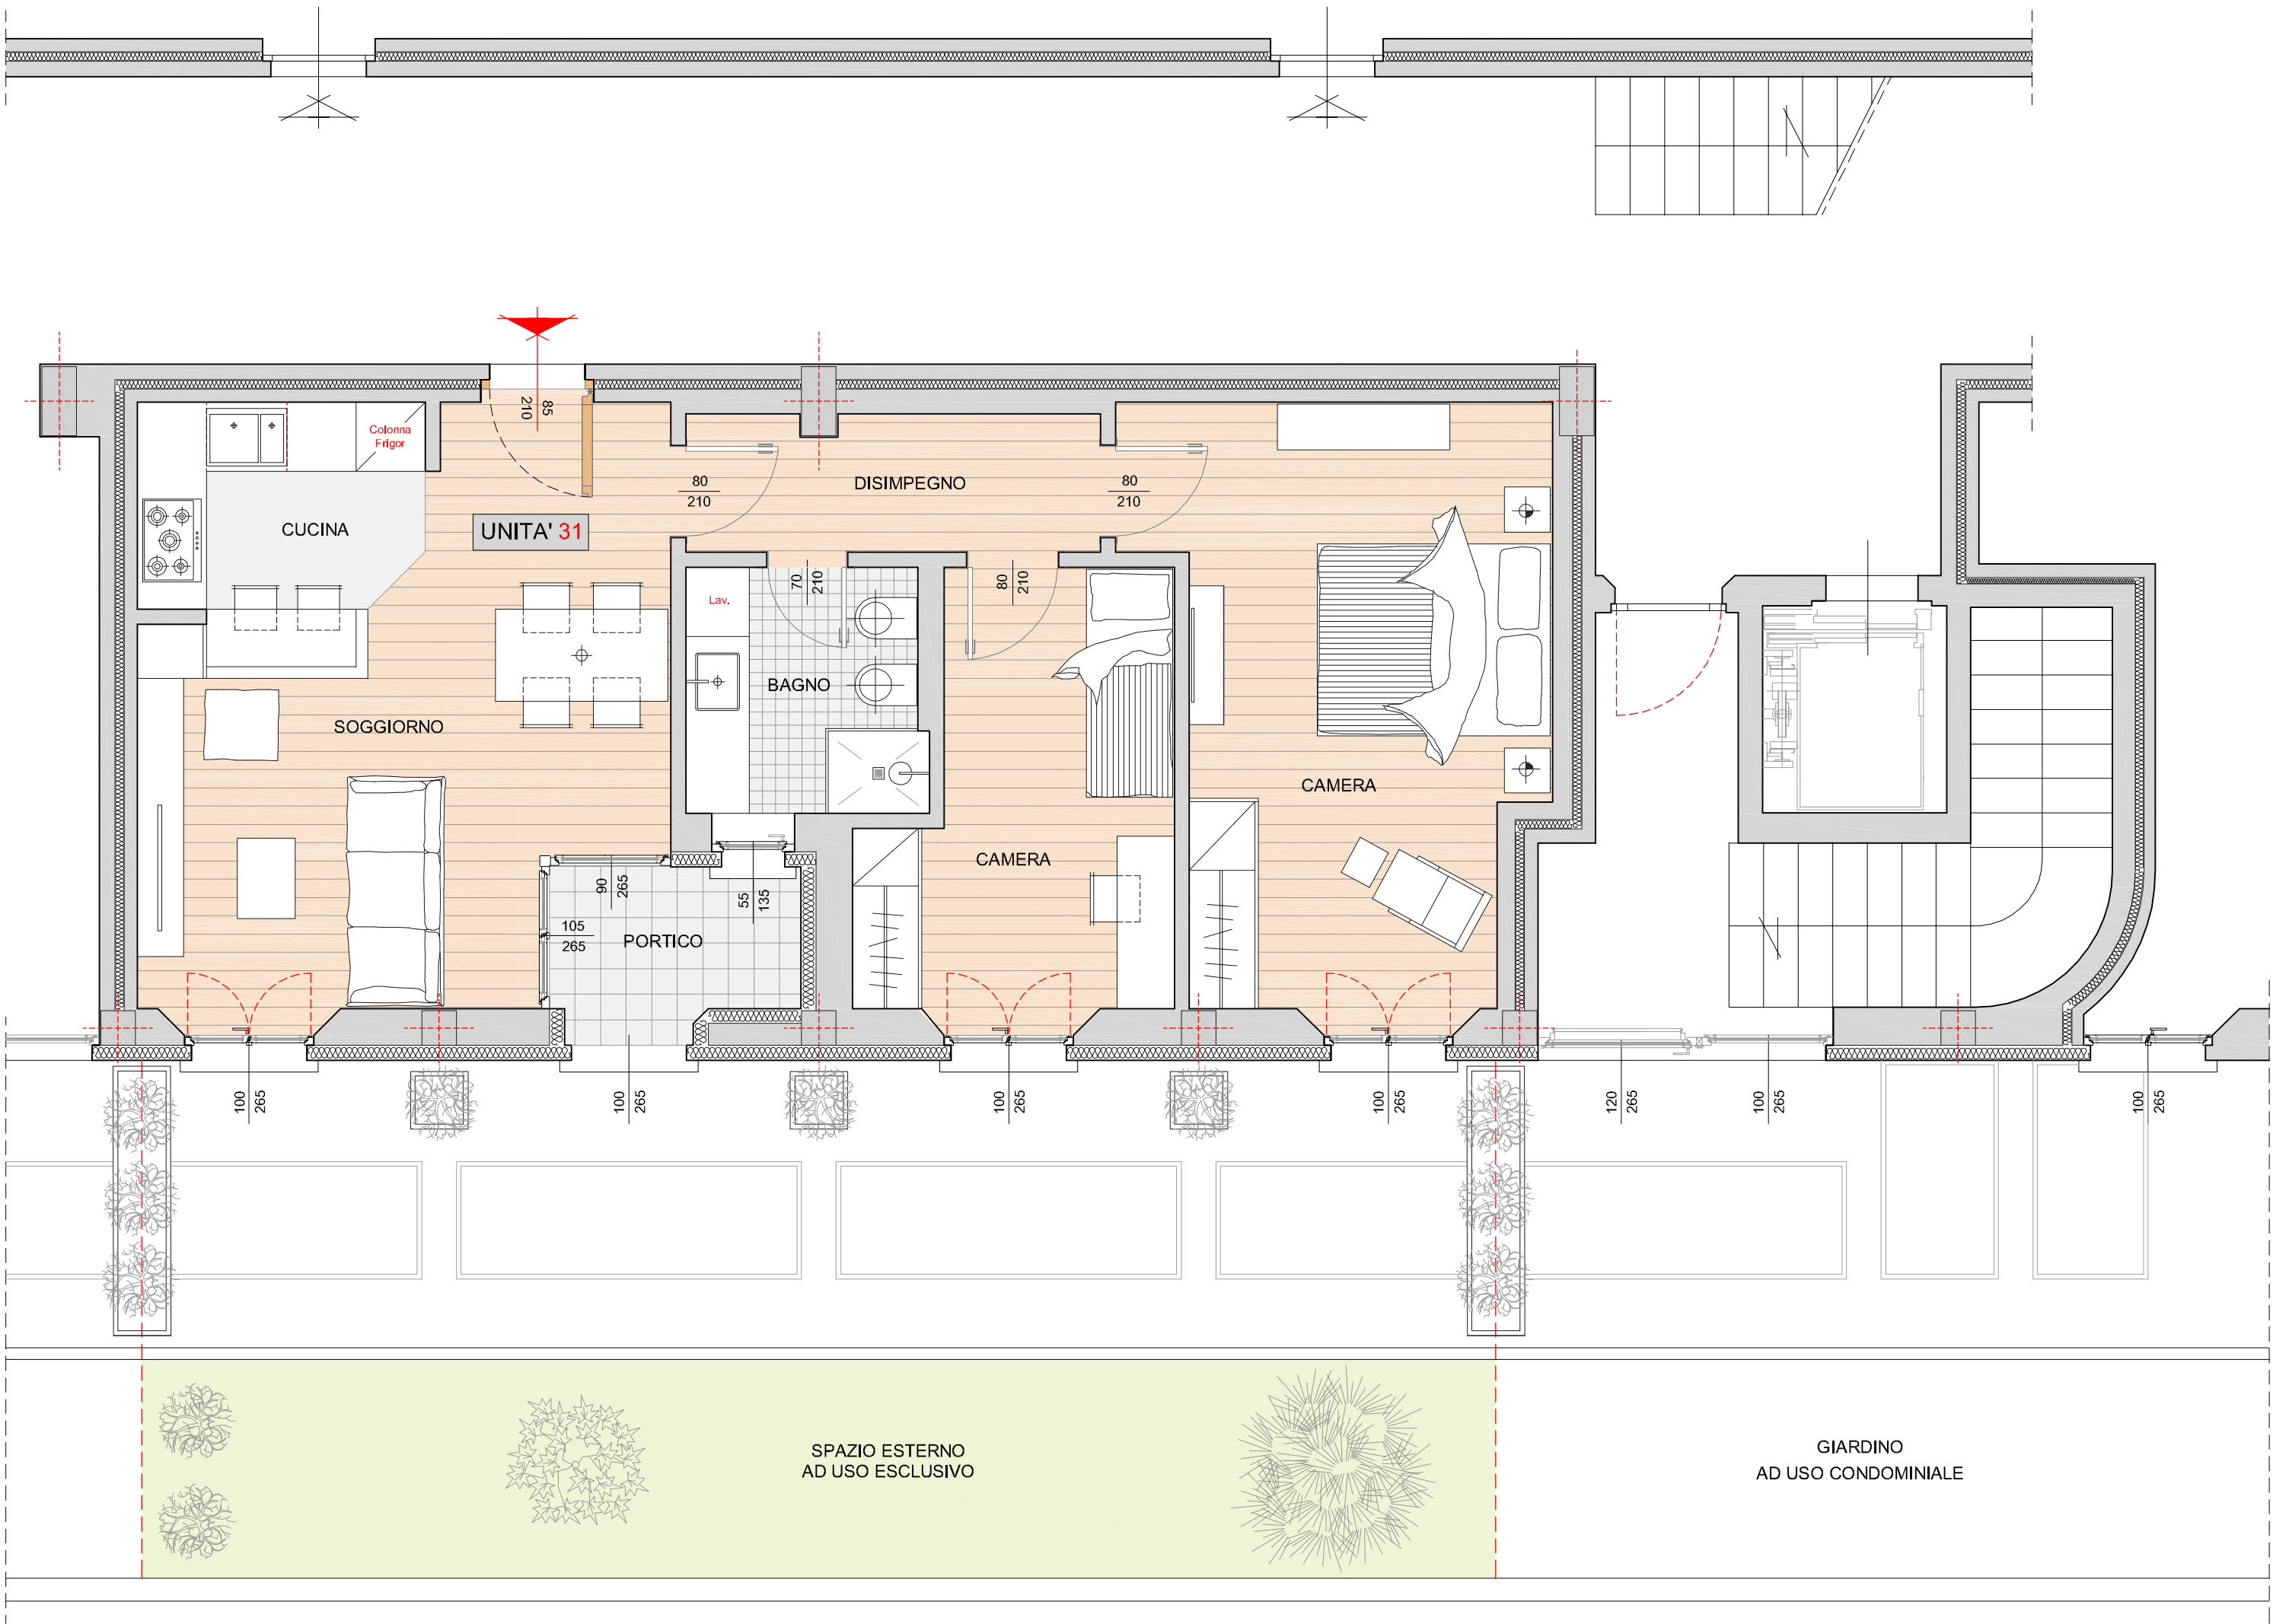 85
210
Colonna
Frigor
80
210
DISIMPEGNO
80
210
CUCINA
UNITA' 31
70
210
80
210
Lav.
BAGNO
SOGGIORNO
CAMERA
CAMERA
90
265
55
135
105
265
PORTICO
100
265
100
265
100
265
100
265
120
265
100
265
100
265
SPAZIO ESTERNO
AD USO ESCLUSIVO
GIARDINO
AD USO CONDOMINIALE